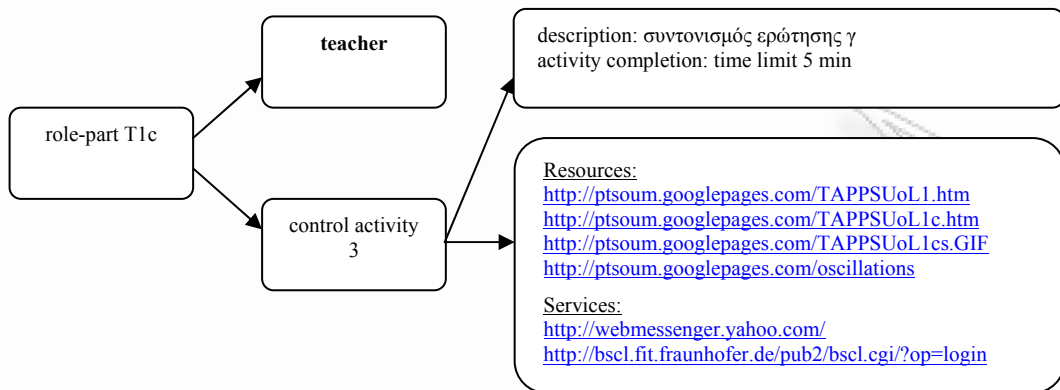 teacher
description: συντονισμός ερώτησης γ
activity completion: time limit 5 min
role-part T1c
control activity
3
Resources:
http://ptsoum.googlepages.com/TAPPSUoL1.htm
http://ptsoum.googlepages.com/TAPPSUoL1c.htm
http://ptsoum.googlepages.com/TAPPSUoL1cs.GIF
http://ptsoum.googlepages.com/oscillations
Services:
http://webmessenger.yahoo.com/
http://bscl.fit.fraunhofer.de/pub2/bscl.cgi/?op=login